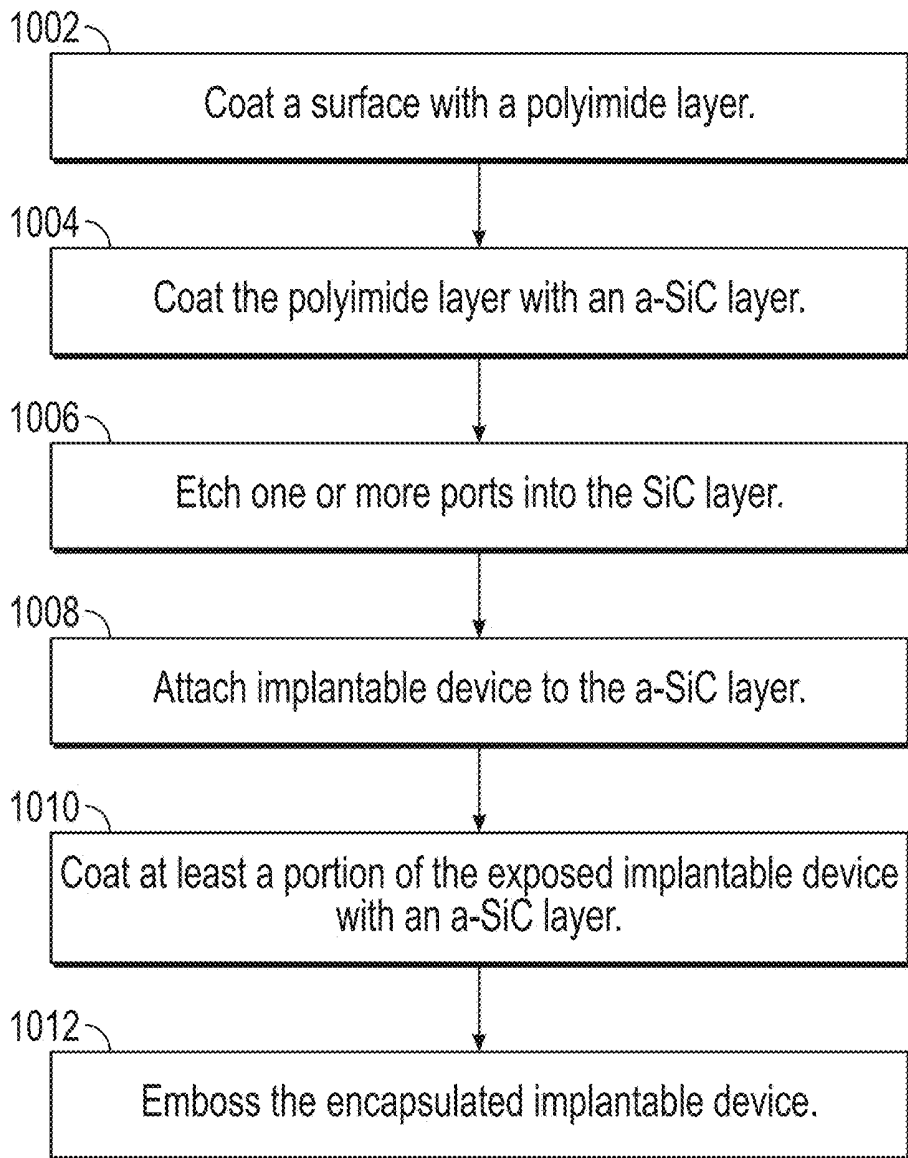 1002
Coat a surface with a polyimide layer.
1004
Coat the polyimide layer with an a-SiC layer.
1006
Etch one or more ports into the SiC layer.
1008
Attach implantable device to the a-SiC layer.
1010
Coat at least a portion of the exposed implantable device
with an a-SiC layer.
1012
Emboss the encapsulated implantable device.